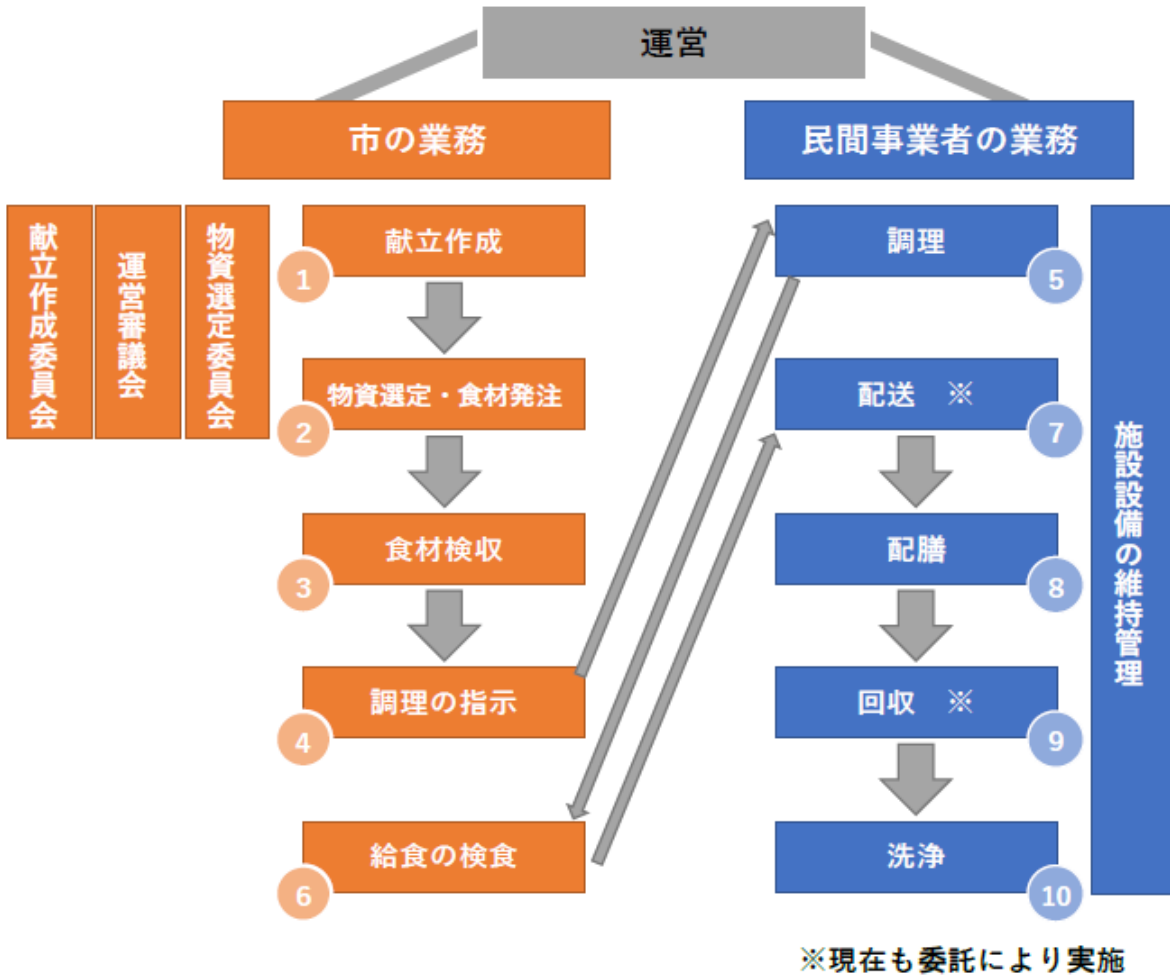 運営
市の業務
民間事業者の業務
献立作成委員会
運営審議会
物資選定委員会
献立作成
1
物資選定・食材発注
2
食材検収
3
調理の指示
4
給食の検食
6
調理
5
配送　※
7
配膳
8
回収　※
9
洗浄
10
施設設備の維持管理
※現在も委託により実施